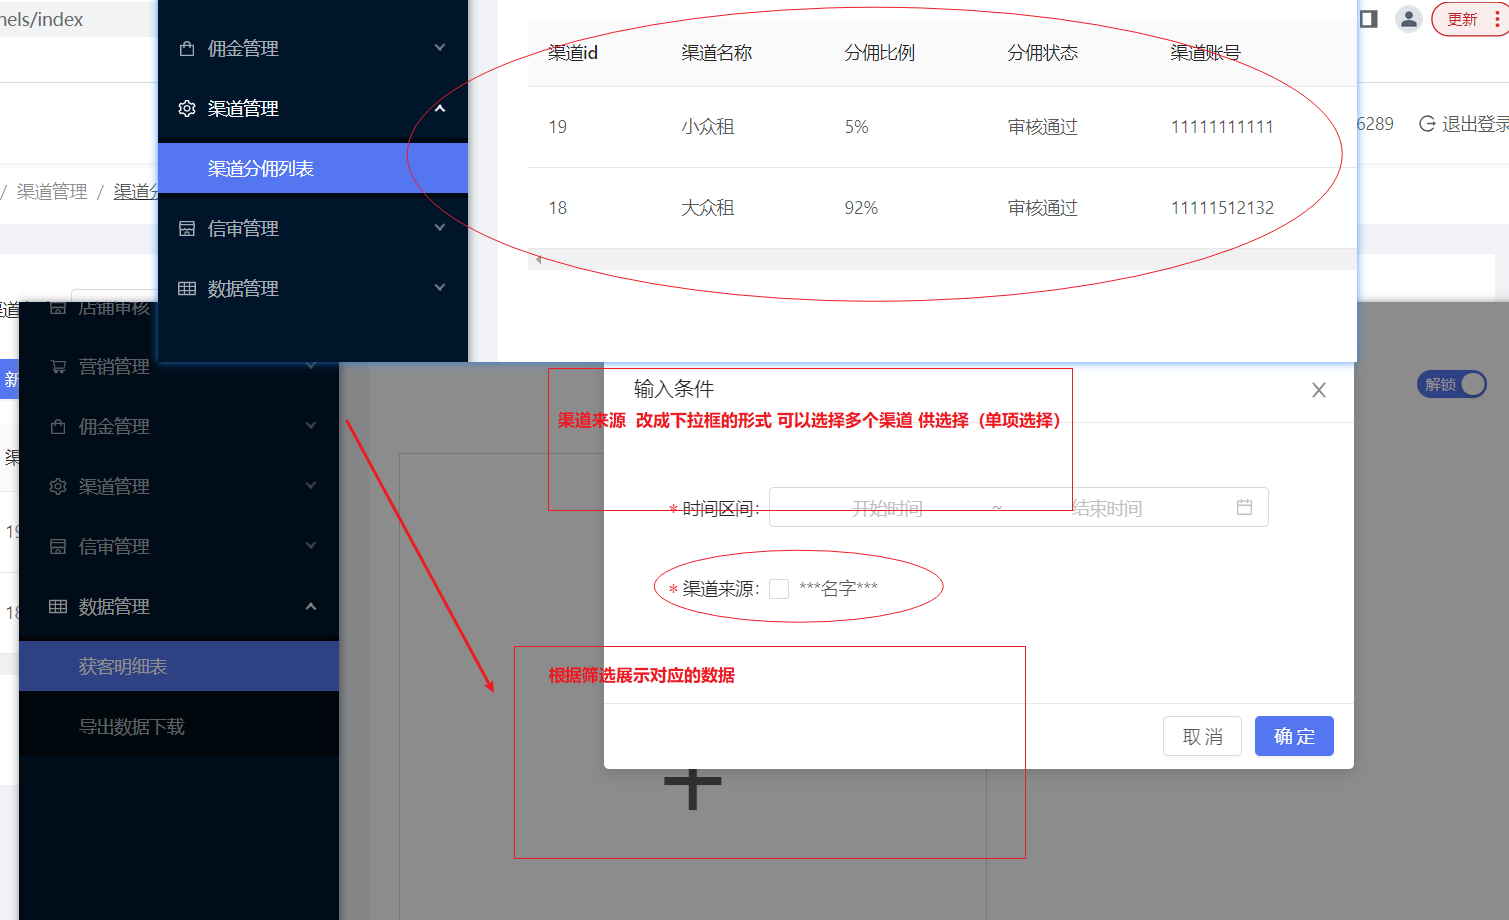 nels/index
更新
佣金管理
渠道id 渠道名称 分佣比例 分佣状态 渠道账号
渠道管理
19 小众租 5% 审核通过 11111111111
6289 退出登录
渠道分佣列表
/ 渠道管理 / 渠道分
18 大众租 92% 审核通过 11111512132
信审管理
数据管理
渠道
店铺审核
新
营销管理
输入条件
解锁
渠道来源 改成下拉框的形式 可以选择多个渠道 供选择（单项选择）
佣金管理
渠
渠道管理
* 时间区间: 开始时间 ~ 结束时间
19
信审管理
* 渠道来源: ***名字***
18
数据管理
获客明细表
根据筛选展示对应的数据
导出数据下载
取 消
确 定